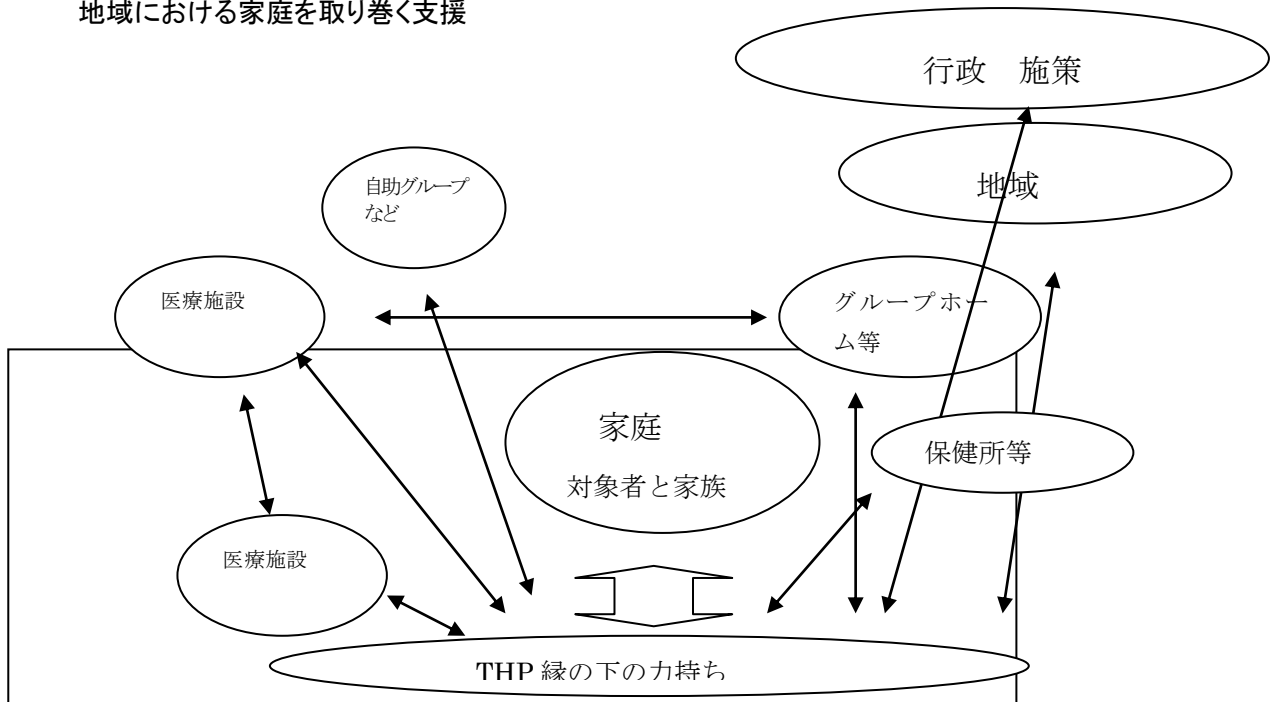 地域における家庭を取り巻く支援
行政　施策
地域
自助グループ
など
医療施設
グループホー
ム等
家庭
対象者と家族
保健所等
医療施設
THP 縁の下の力持ち